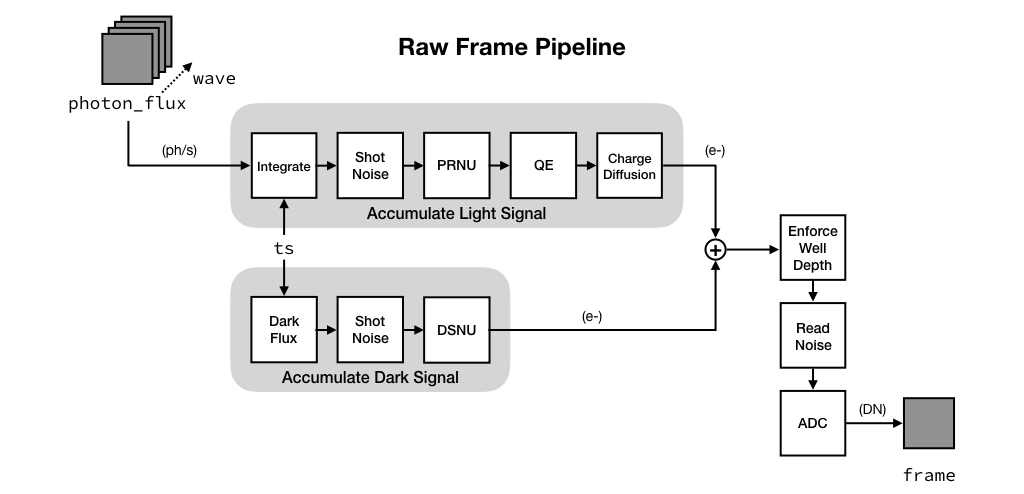 Raw Frame Pipeline
wave
photon_flux
(ph/s)
Integrate
Shot
Noise
PRNU
QE
Charge
Diffusion
(e-)
Accumulate Light Signal
ts
Dark
Flux
Shot
Noise
DSNU
(e-)
Accumulate Dark Signal
+
Enforce
Well
Depth
Read
Noise
ADC
(DN)
frame